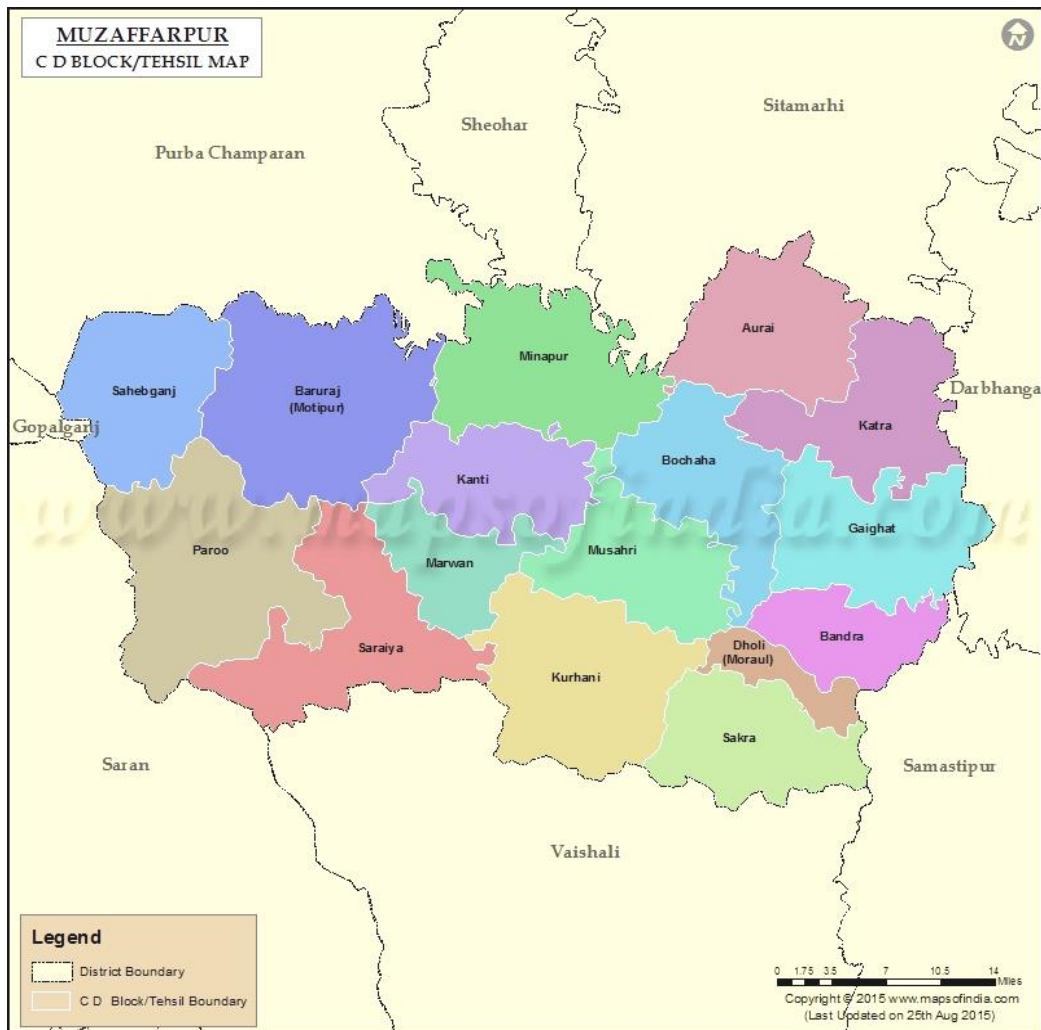 MUZAFFARPUR
C D BLOCK/TEHSIL MAP
N
Sheohar
Sitamarhi
Purba Champaran
Aurai
Minapur
Sahebganj
Baruraj
(Motipur)
Darbhanga
Gopalganj
Katra
Bochaha
Kanti
www.mapsofindia.com
Gaighat
Paroo
Musahri
Marwan
Bandra
Dholi
(Moraul)
Saraiya
Kurhani
Sakra
Saran
Samastipur
Vaishali
Legend
District Boundary
C D Block/Tehsil Boundary
0 1.75 3.5 7 10.5 14
Miles
Copyright © 2015 www.mapsofindia.com
(Last Updated on 25th Aug 2015)